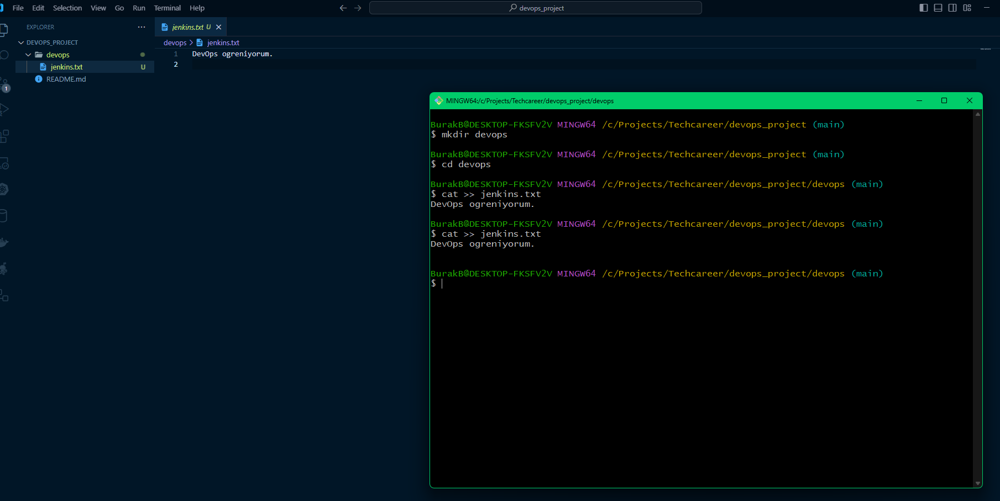 File Edit Selection View Go Run Terminal Help
devops_project
EXPLORER
jenkins.txt U
DEVOPS_PROJECT
devops > jenkins.txt
devops
1 DevOps ogreniyorum.
jenkins.txt U
2
README.md
1
MINGW64:/c/Projects/Techcareer/devops_project/devops
BurakB@DESKTOP-FKSFV2V MINGW64 /c/Projects/Techcareer/devops_project (main)
$ mkdir devops
BurakB@DESKTOP-FKSFV2V MINGW64 /c/Projects/Techcareer/devops_project (main)
$ cd devops
BurakB@DESKTOP-FKSFV2V MINGW64 /c/Projects/Techcareer/devops_project/devops (main)
$ cat >> jenkins.txt
DevOps ogreniyorum.
BurakB@DESKTOP-FKSFV2V MINGW64 /c/Projects/Techcareer/devops_project/devops (main)
$ cat >> jenkins.txt
DevOps ogreniyorum.
BurakB@DESKTOP-FKSFV2V MINGW64 /c/Projects/Techcareer/devops_project/devops (main)
$